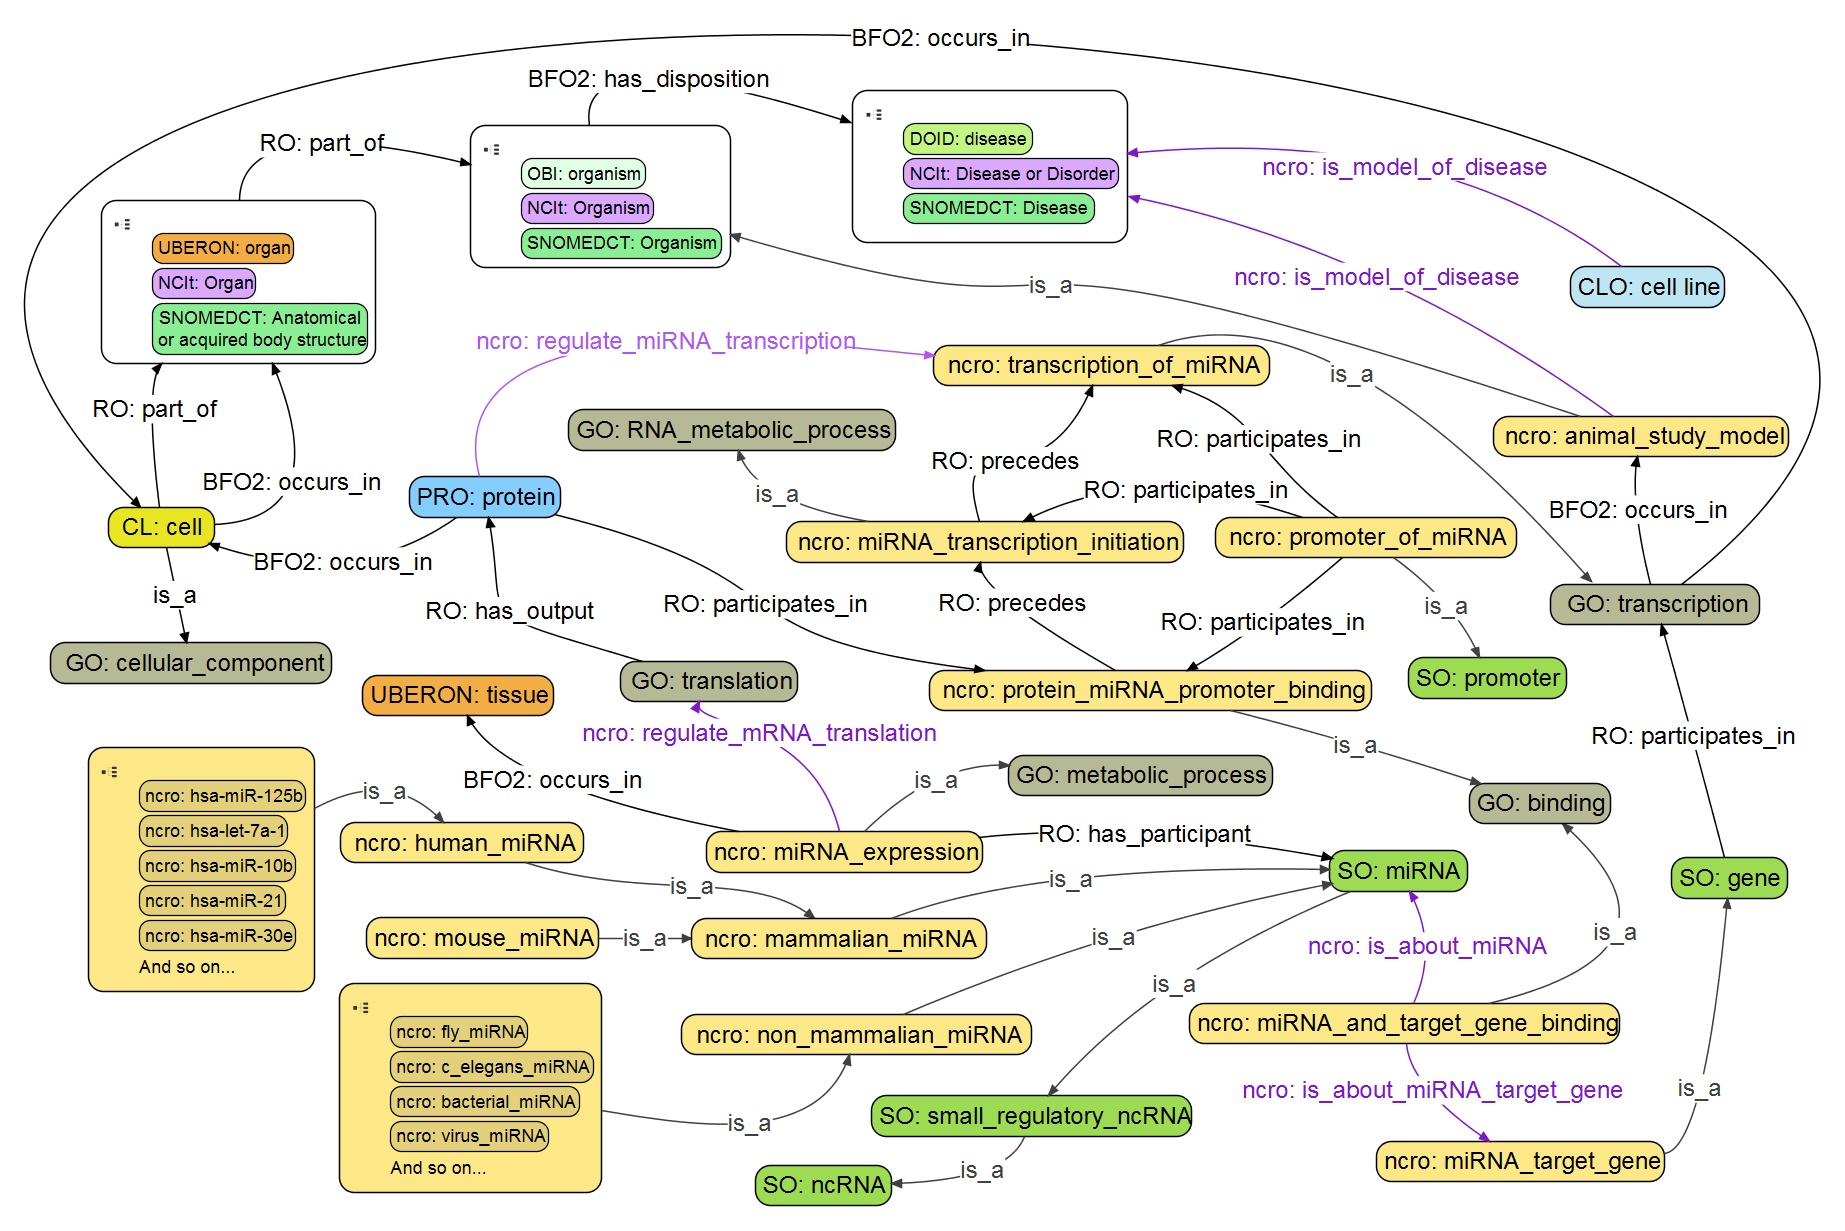 BFO2: occurs_in
BFO2: has_disposition
RO: part_of
DOID: disease
NCIt: Disease or Disorder
SNOMEDCT: Disease
OBI: organism
NCIt: Organism
SNOMEDCT: Organism
ncro: is_model_of_disease
ncro: is_model_of_disease
CLO: cell line
is_a
UBERON: organ
NCIt: Organ
SNOMEDCT: Anatomical
or acquired body structure
ncro: regulate_miRNA_transcription
ncro: transcription_of_miRNA
is_a
RO: part_of
GO: RNA_metabolic_process
RO: participates_in
ncro: animal_study_model
RO: precedes
BFO2: occurs_in
is_a
RO: participates_in
PRO: protein
BFO2: occurs_in
CL: cell
ncro: miRNA_transcription_initiation
ncro: promoter_of_miRNA
BFO2: occurs_in
is_a
RO: has_output
RO: participates_in
RO: precedes
is_a
GO: transcription
RO: participates_in
GO: cellular_component
UBERON: tissue
GO: translation
ncro: protein_miRNA_promoter_binding
SO: promoter
ncro: regulate_mRNA_translation
is_a
RO: participates_in
BFO2: occurs_in
is_a
GO: metabolic_process
GO: binding
ncro: hsa-miR-125b
ncro: hsa-let-7a-1
ncro: hsa-miR-10b
ncro: hsa-miR-21
ncro: hsa-miR-30e
And so on...
is_a
ncro: human_miRNA
ncro: miRNA_expression
RO: has_participant
SO: miRNA
SO: gene
is_a
is_a
ncro: mouse_miRNA
is_a
ncro: mammalian_miRNA
is_a
ncro: is_about_miRNA
is_a
is_a
ncro: fly_miRNA
ncro: c_elegans_miRNA
ncro: bacterial_miRNA
ncro: virus_miRNA
And so on...
ncro: non_mammalian_miRNA
ncro: miRNA_and_target_gene_binding
is_a
SO: small_regulatory_ncRNA
ncro: is_about_miRNA_target_gene
is_a
is_a
SO: ncRNA
ncro: miRNA_target_gene